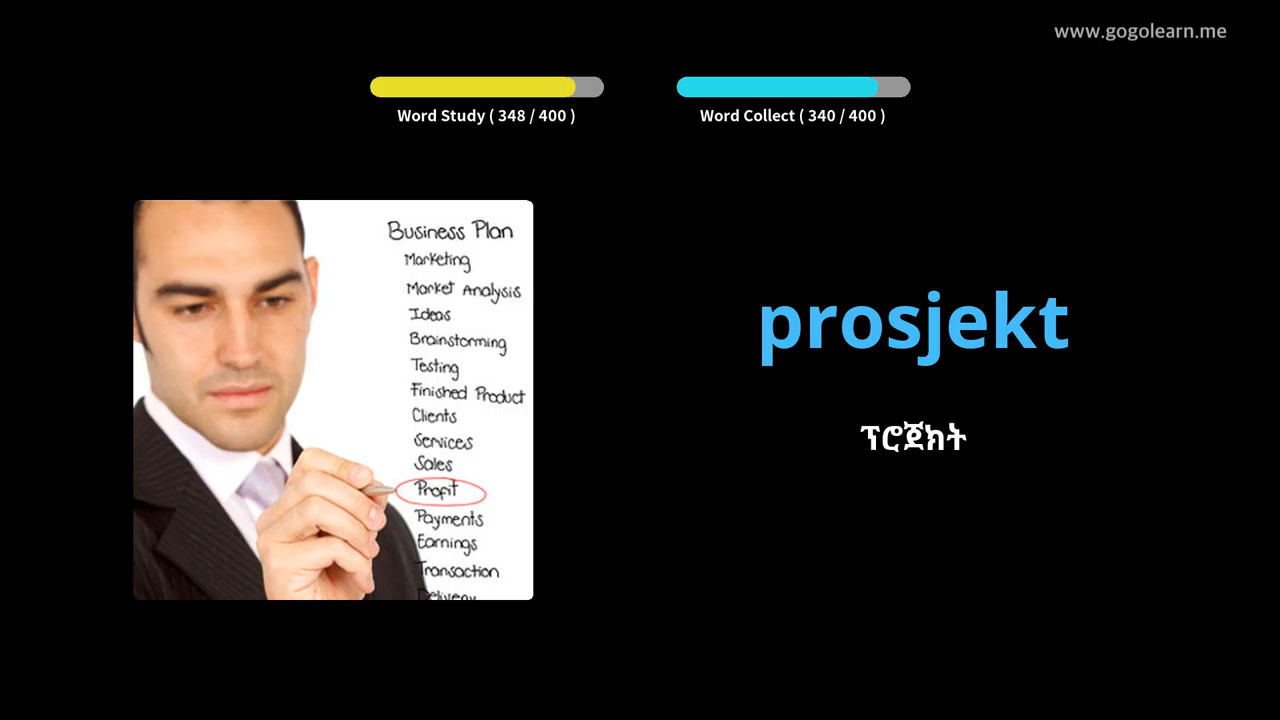 www.gogolearn.me
Word Study ( 348 / 400 )
Word Collect ( 340 / 400 )
Business Plan
Marketing
Market Analysis
Ideas
Brainstorming
Testing
Finished Product
Clients
Services
Sales
Profit
Payments
Earnings
Transaction
Delivery
prosjekt
ፕሮጀክት